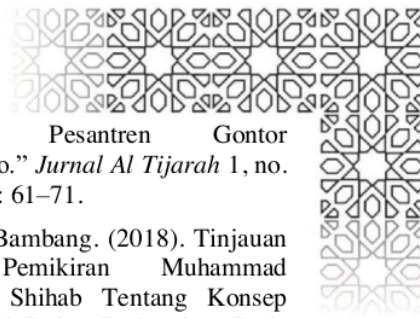 Pesantren Gontor
o.” Jurnal Al Tijarah 1, no.
: 61–71.
Bambang. (2018). Tinjauan
Pemikiran Muhammad
Shihab Tentang Konsep